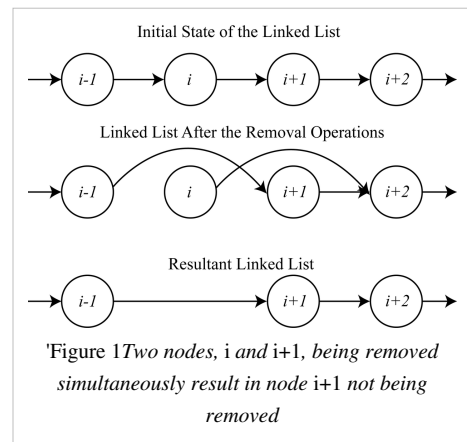 Initial State of the Linked List
i-1 i i+1 i+2
Linked List After the Removal Operations
i-1 i i+1 i+2
Resultant Linked List
i-1 i+1 i+2
'Figure 1Two nodes, i and i+1, being removed
simultaneously result in node i+1 not being
removed